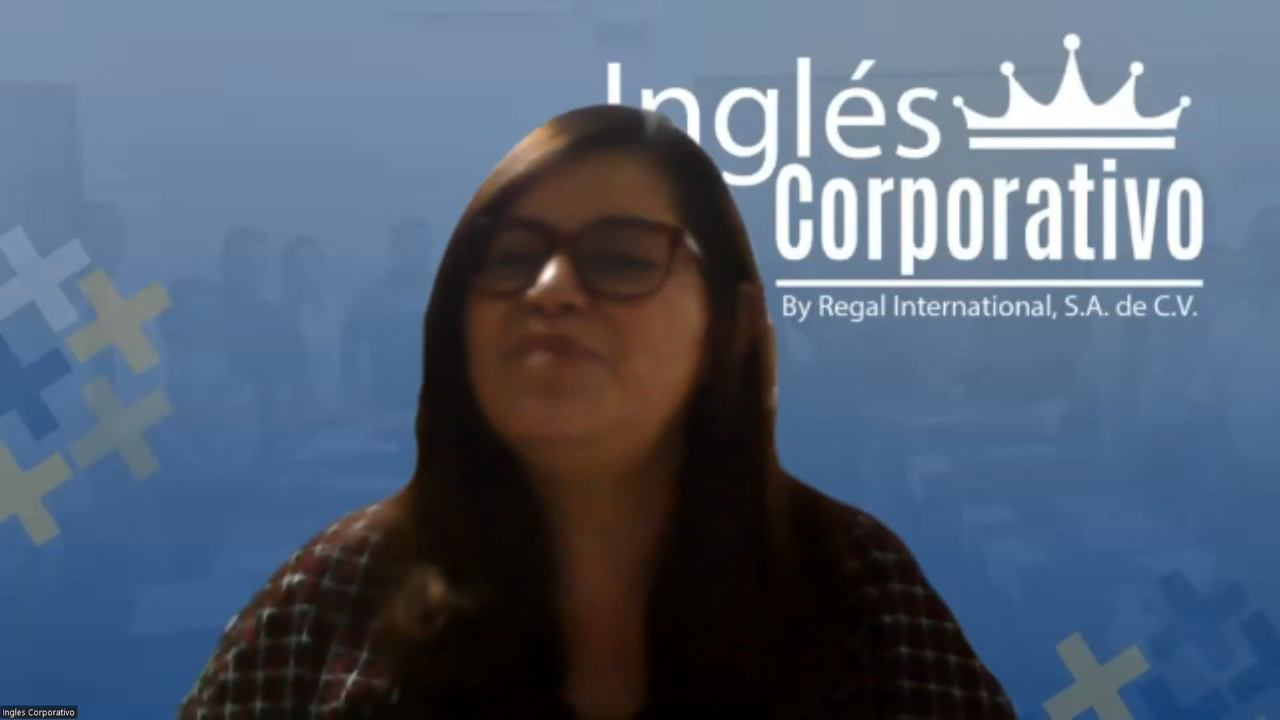 Inglés
Corporativo
By Regal International, S.A. de C.V.
Ingles Corporativo